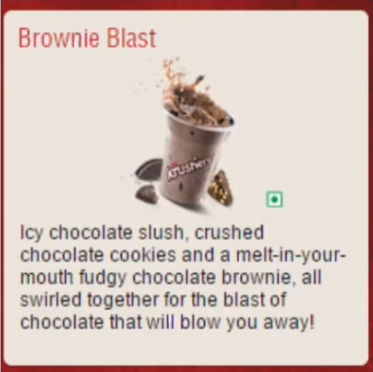 Brownie Blast
krushers
Icy chocolate slush, crushed
chocolate cookies and a melt-in-your-
mouth fudgy chocolate brownie, all
swirled together for the blast of
chocolate that will blow you away!